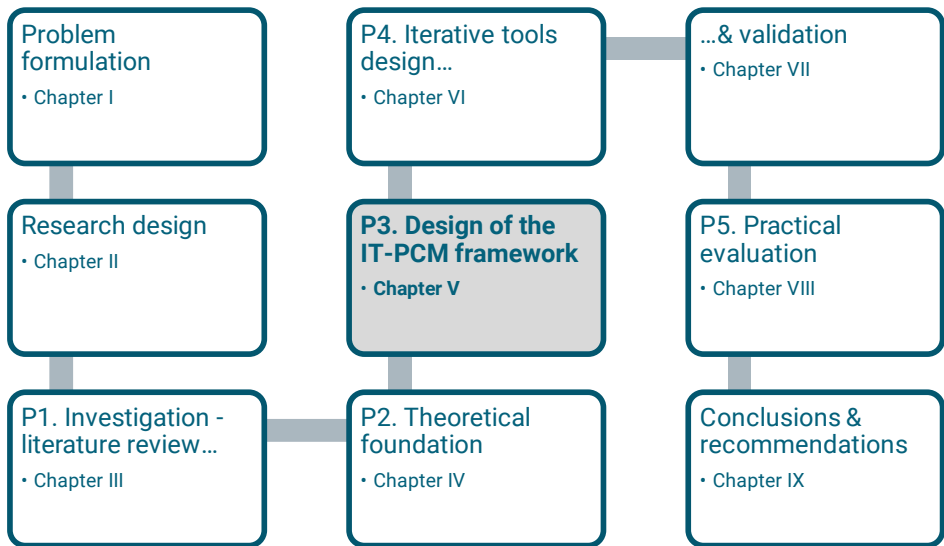 Problem
formulation
• Chapter I
Research design
• Chapter II
P1. Investigation -
literature review…
• Chapter III
P2. Theoretical
foundation
• Chapter IV
P3. Design of the
IT-PCM framework
• Chapter V
P4. Iterative tools
design…
• Chapter VI
…& validation
• Chapter VII
P5. Practical
evaluation
• Chapter VIII
Conclusions &
recommendations
• Chapter IX